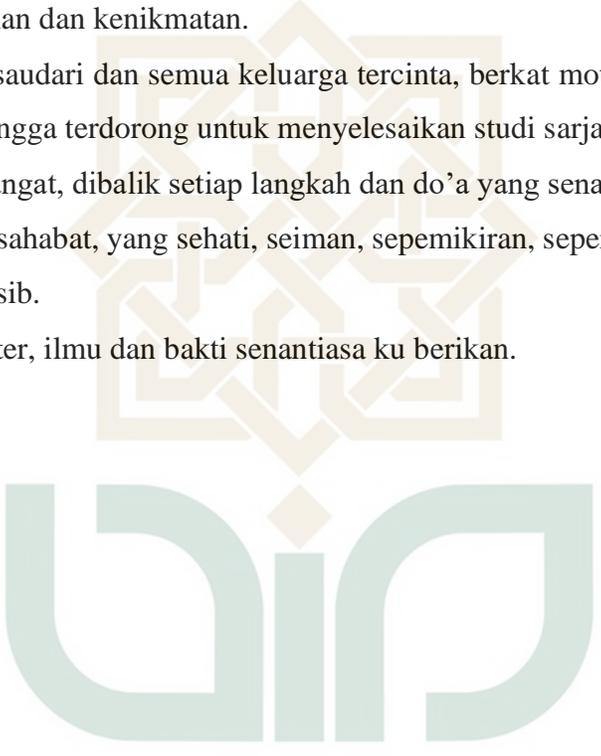 an dan kenikmatan.
saudari dan semua keluarga tercinta, berkat mo
ngga terdorong untuk menyelesaikan studi sarja
ngat, dibalik setiap langkah dan do’a yang sena
sahabat, yang sehati, seiman, sepemikiran, sepe
sib.
ter, ilmu dan bakti senantiasa ku berikan.